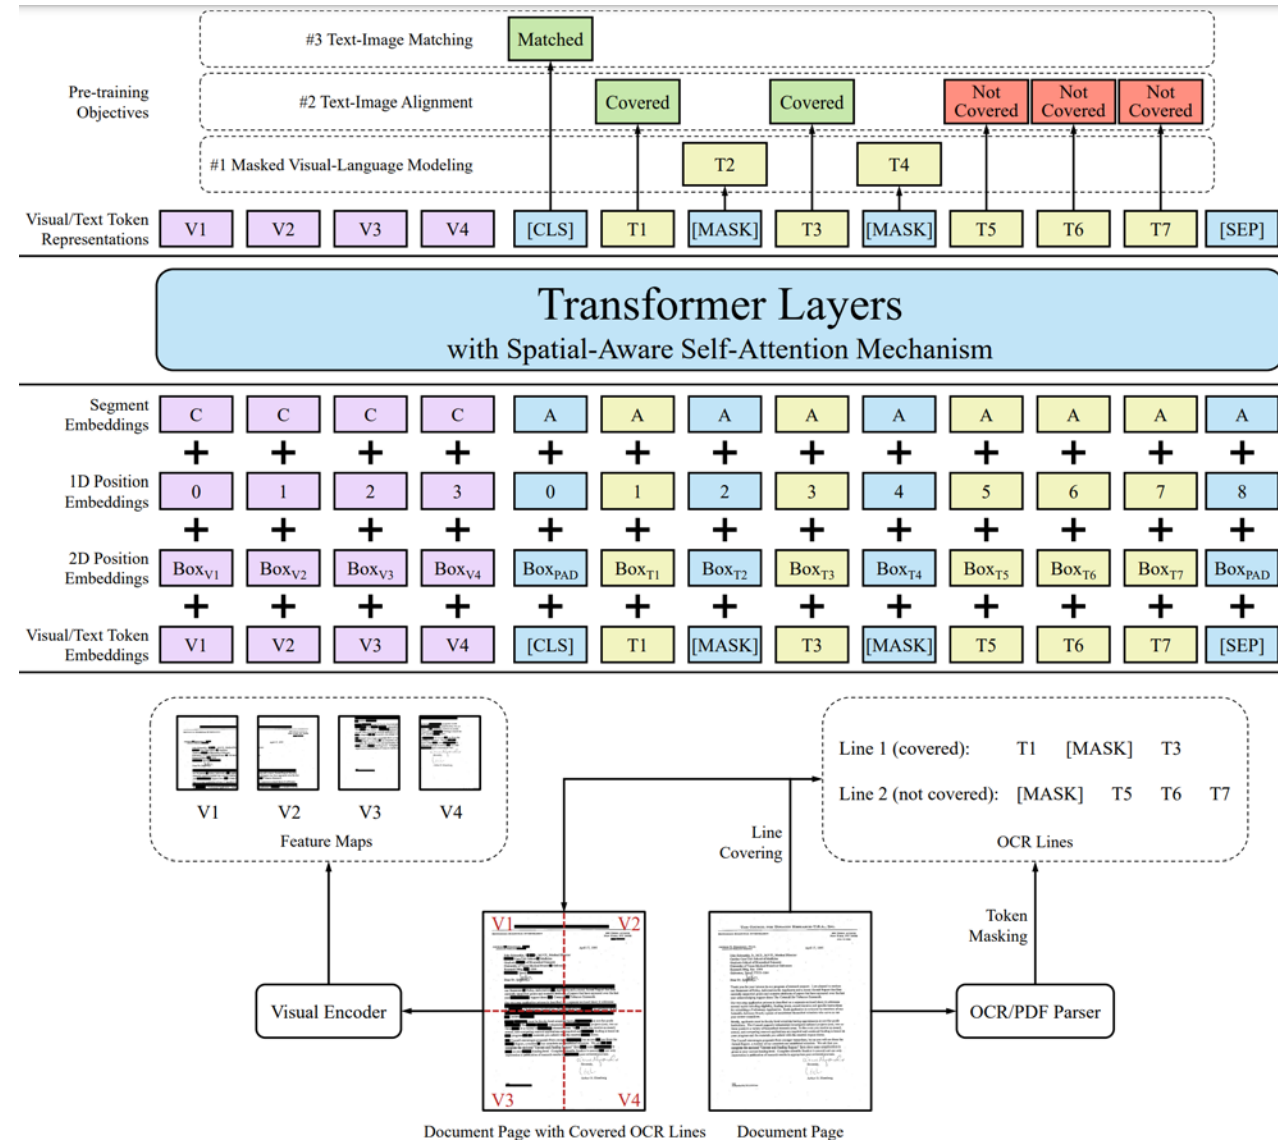 #3 Text-Image Matching
Matched
Pre-training
Objectives
#2 Text-Image Alignment
Covered
Covered
Not
Covered
Not
Covered
Not
Covered
#1 Masked Visual-Language Modeling
T2
T4
Visual/Text Token
Representations
V1 V2 V3 V4 [CLS] T1 [MASK] T3 [MASK] T5 T6 T7 [SEP]
Transformer Layers
with Spatial-Aware Self-Attention Mechanism
Segment
Embeddings
C C C C A A A A A A A A A
+ + + + + + + + + + + + +
1D Position
Embeddings
0 1 2 3 0 1 2 3 4 5 6 7 8
+ + + + + + + + + + + + +
2D Position
Embeddings
BoxV1 BoxV2 BoxV3 BoxV4 BoxPAD BoxT1 BoxT2 BoxT3 BoxT4 BoxT5 BoxT6 BoxT7 BoxPAD
+ + + + + + + + + + + + +
Visual/Text Token
Embeddings
V1 V2 V3 V4 [CLS] T1 [MASK] T3 [MASK] T5 T6 T7 [SEP]
V1 V2 V3 V4
Feature Maps
Line 1 (covered): T1 [MASK] T3
Line 2 (not covered): [MASK] T5 T6 T7
OCR Lines
Line
Covering
Token
Masking
V1 V2
V3 V4
Visual Encoder
OCR/PDF Parser
Document Page with Covered OCR Lines
Document Page